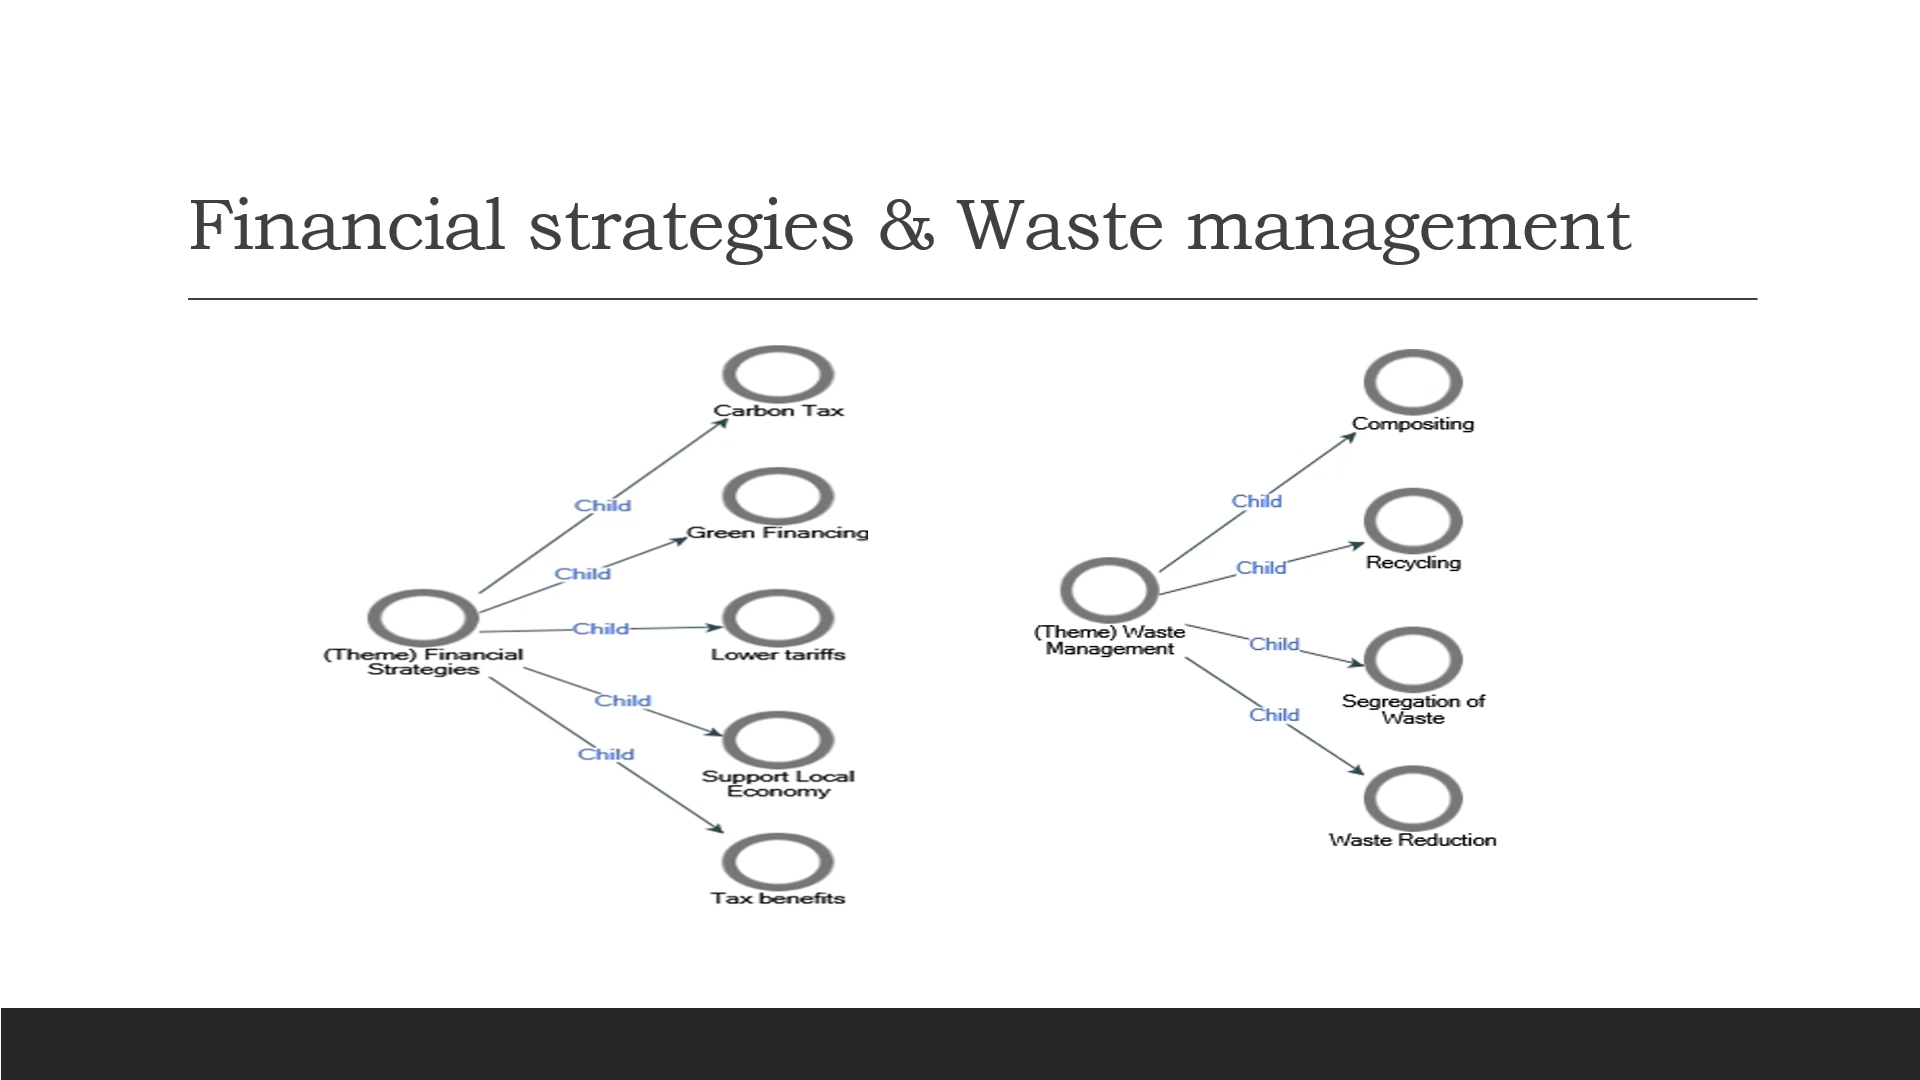 Financial strategies & Waste management
Carbon Tax
Child
Green Financing
Child
(Theme) Financial
Strategies
Child
Lower tariffs
Child
Support Local
Economy
Child
Tax benefits
Compositing
Child
Recycling
Child
(Theme) Waste
Management
Child
Segregation of
Waste
Child
Waste Reduction